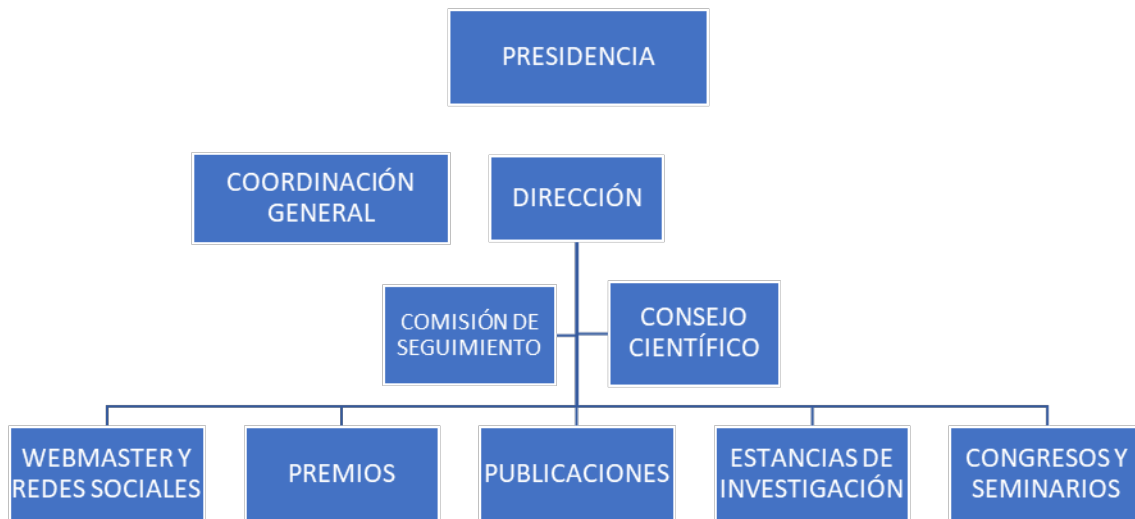 PRESIDENCIA
COORDINACIÓN
GENERAL
DIRECCIÓN
COMISIÓN DE
SEGUIMIENTO
CONSEJO
CIENTÍFICO
WEBMASTER Y
REDES SOCIALES
PREMIOS
PUBLICACIONES
ESTANCIAS DE
INVESTIGACIÓN
CONGRESOS Y
SEMINARIOS